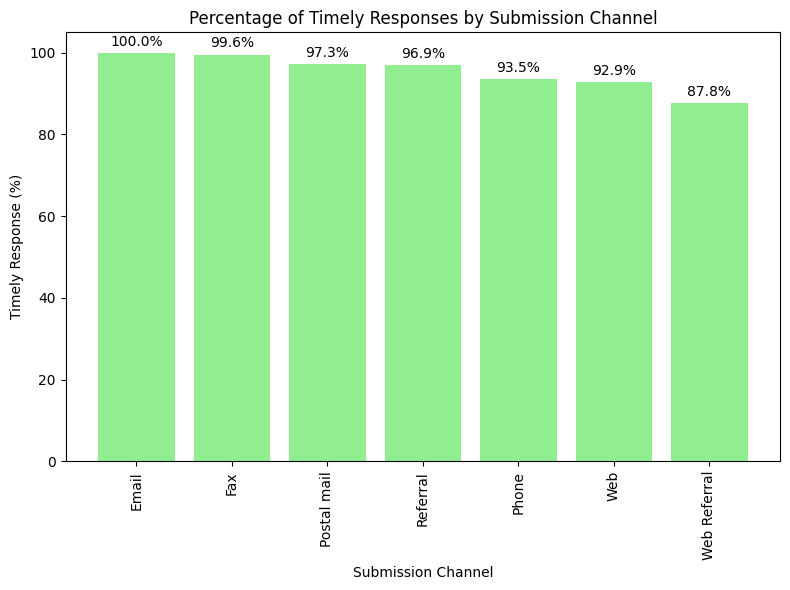 Percentage of Timely Responses by Submission Channel
100.0%
99.6%
97.3%
96.9%
93.5%
92.9%
87.8%
Timely Response (%)
100
80
60
40
20
0
Email
Fax
Postal mail
Referral
Phone
Web
Web Referral
Submission Channel